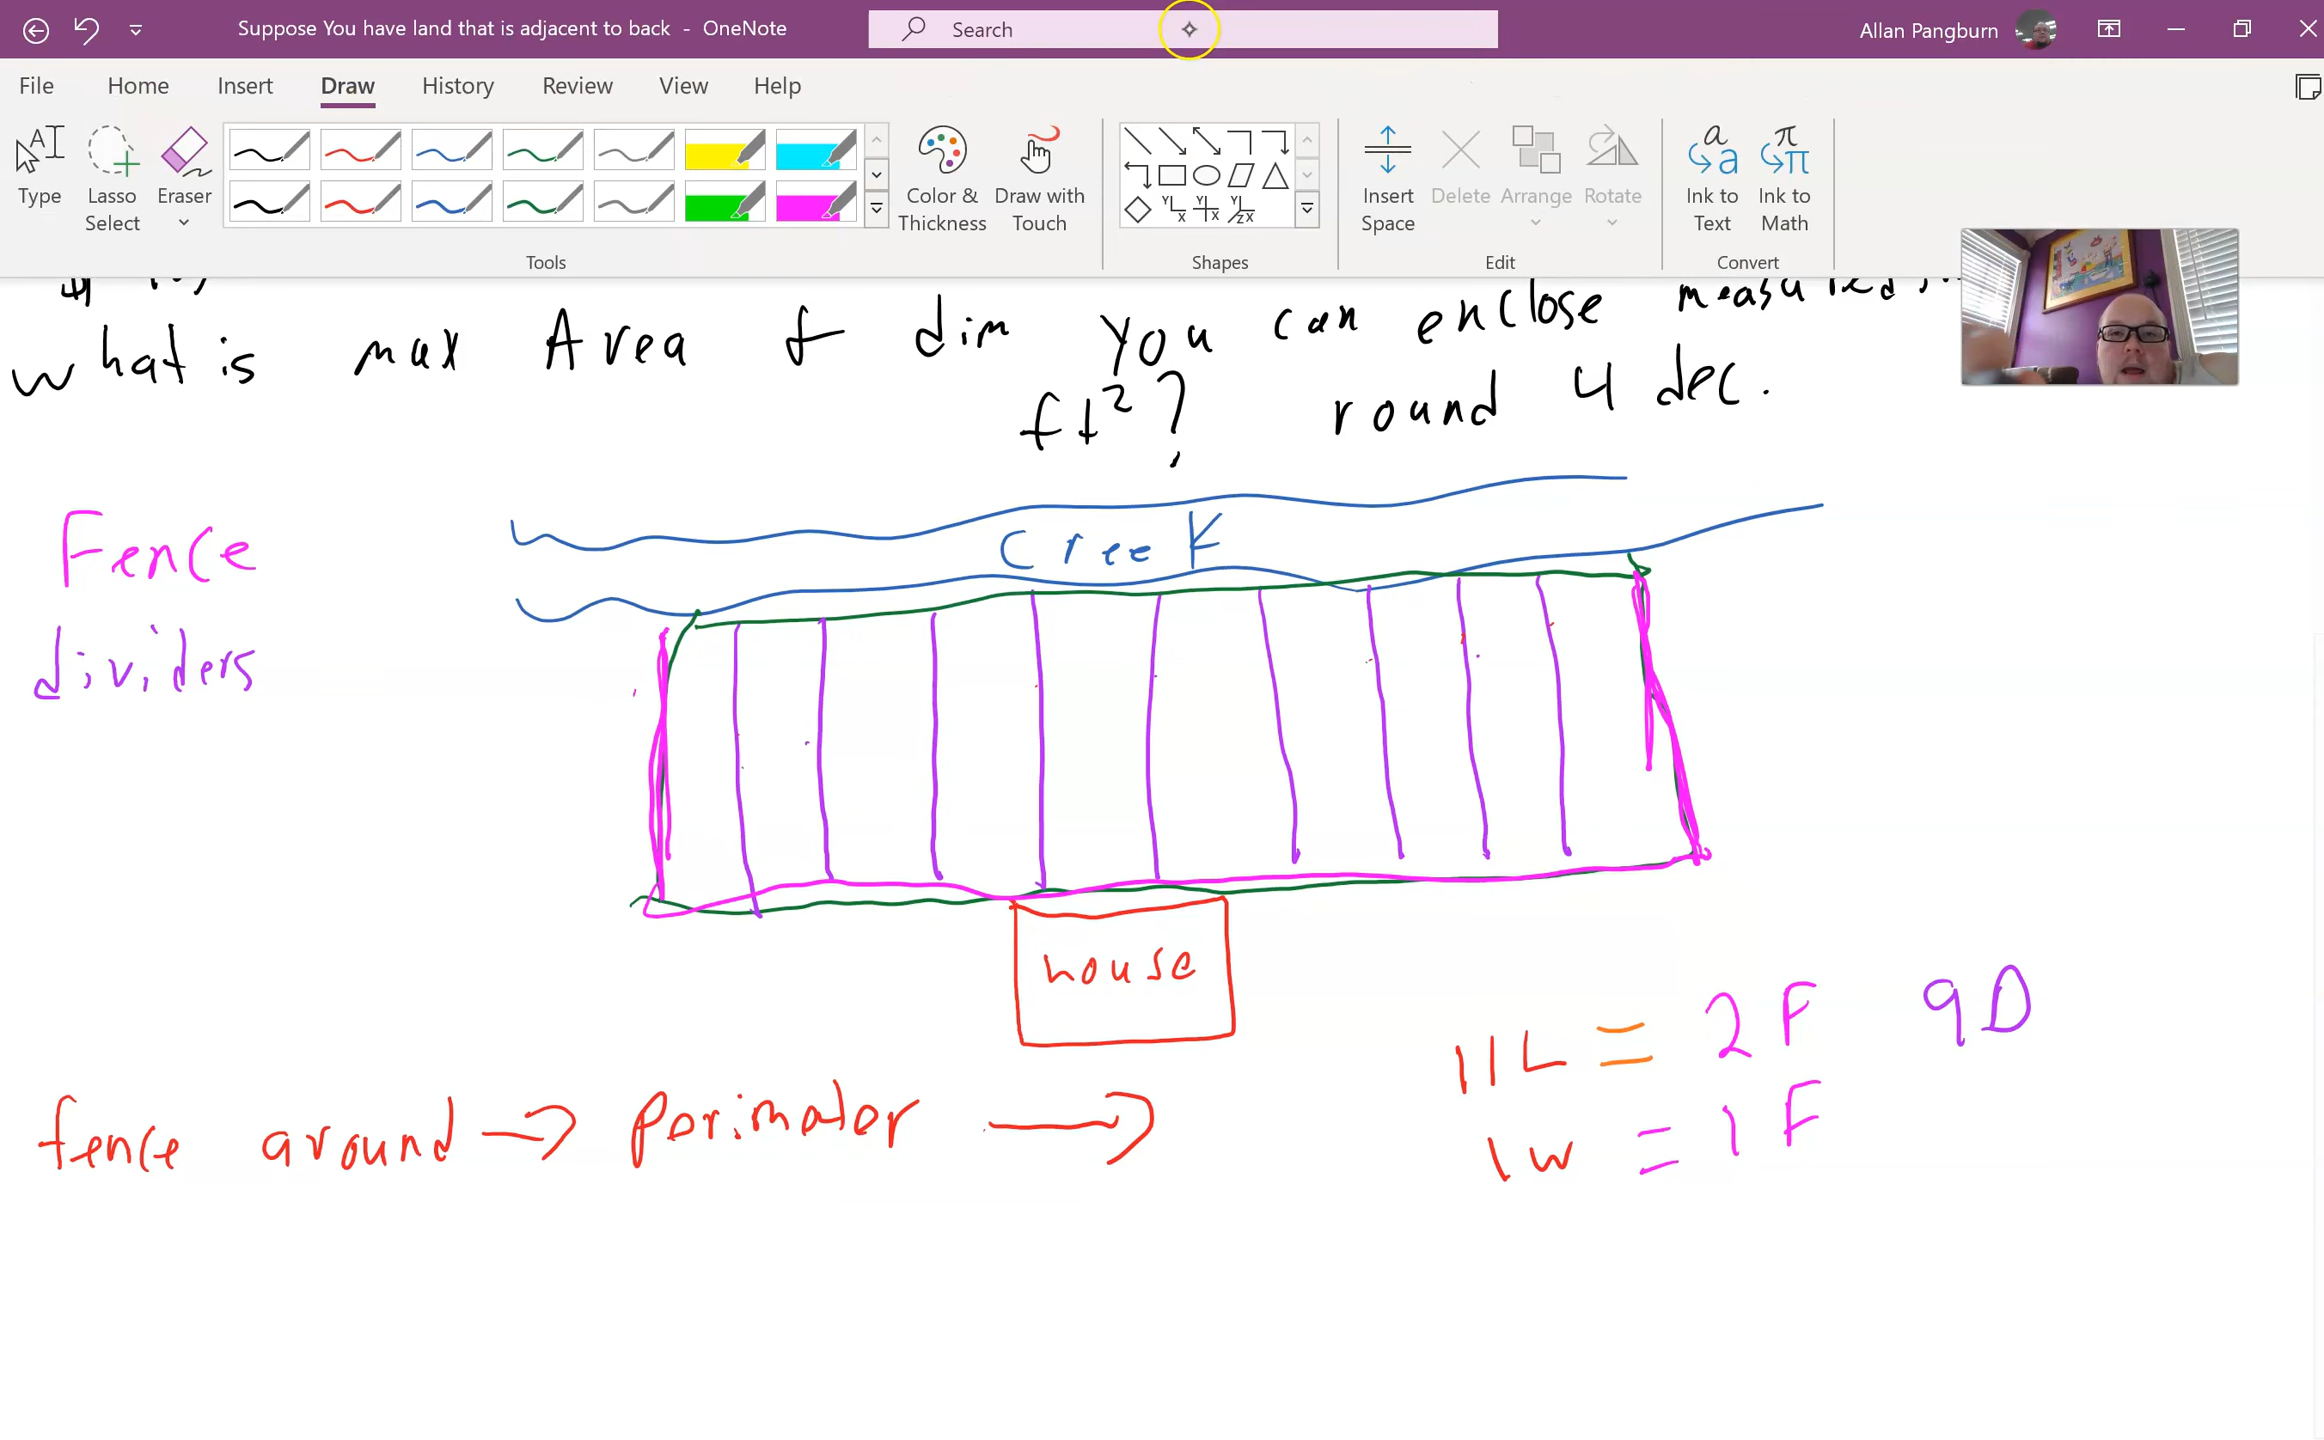 Suppose You have land that is adjacent to back - OneNote
Search
Allan Pangburn
File Home Insert Draw History Review View Help
Type
Lasso Select
Eraser
Color & Thickness
Draw with Touch
Insert Space
Delete
Arrange
Rotate
Ink to Text
Ink to Math
Tools
Shapes
Edit
Convert
what is max Area & dim You can enclose measured
ft²? round 4 dec.
Creek
Fence
dividers
house
11L = 2F 9D
1w = 1F
fence around → Perimater →